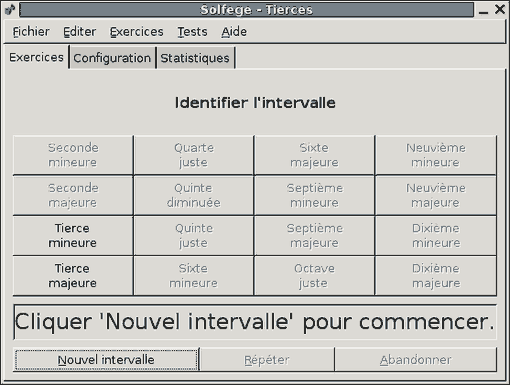 Solfege - Tierces
Fichier Editer Exercices Tests Aide
Exercices Configuration Statistiques
Identifier l'intervalle
Seconde mineure Quarte juste Sixte majeure Neuvième mineure
Seconde majeure Quinte diminuée Septième mineure Neuvième majeure
Tierce mineure Quinte juste Septième majeure Dixième mineure
Tierce majeure Sixte mineure Octave juste Dixième majeure
Cliquer 'Nouvel intervalle' pour commencer.
Nouvel intervalle Répéter Abandonner